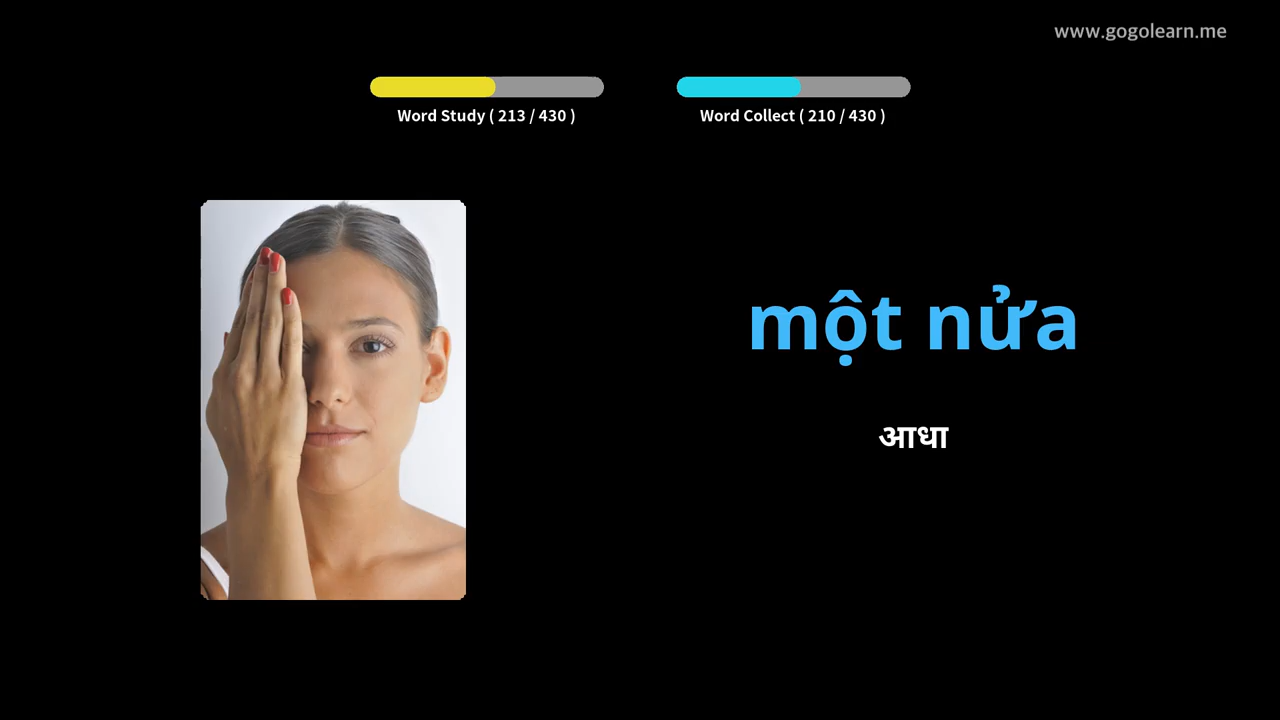 www.gogolearn.me
Word Study ( 213 / 430 )
Word Collect ( 210 / 430 )
một nửa
आधा